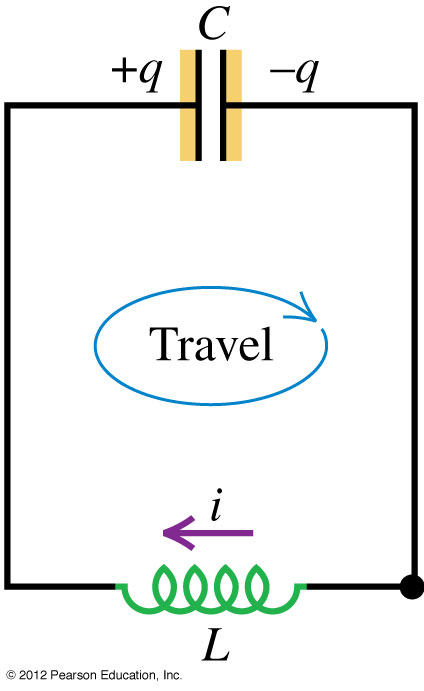 C
+q –q
Travel
i
L
© 2012 Pearson Education, Inc.